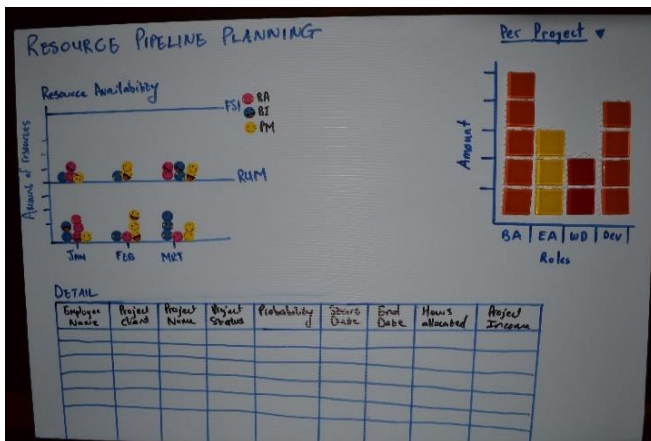 RESOURCE PIPELINE PLANNING
Per Project ▼
Resource Availability
FSI
BA
BI
PM
Amount of resources
RUM
JAN FEB MRT
Amount
BA EA WD Dev
Roles
DETAIL
Employee Name
Project Client
Project Name
Project Status
Probability
Start Date
End Date
Hours allocated
Project Income